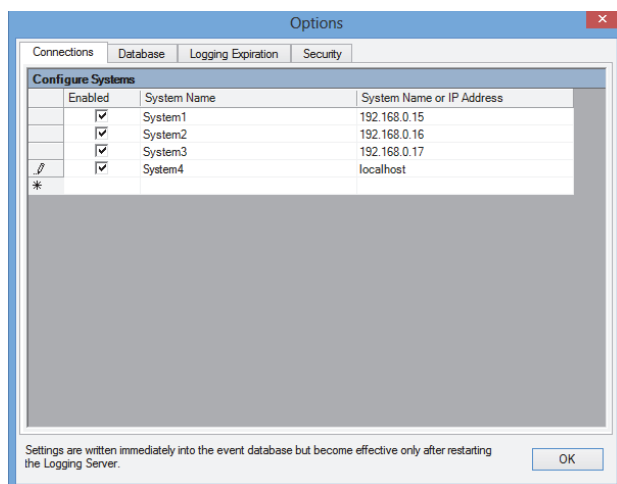 Options
Connections Database Logging Expiration Security
Configure Systems
Enabled System Name System Name or IP Address
System1 192.168.0.15
System2 192.168.0.16
System3 192.168.0.17
System4 localhost
Settings are written immediately into the event database but become effective only after restarting
the Logging Server.
OK